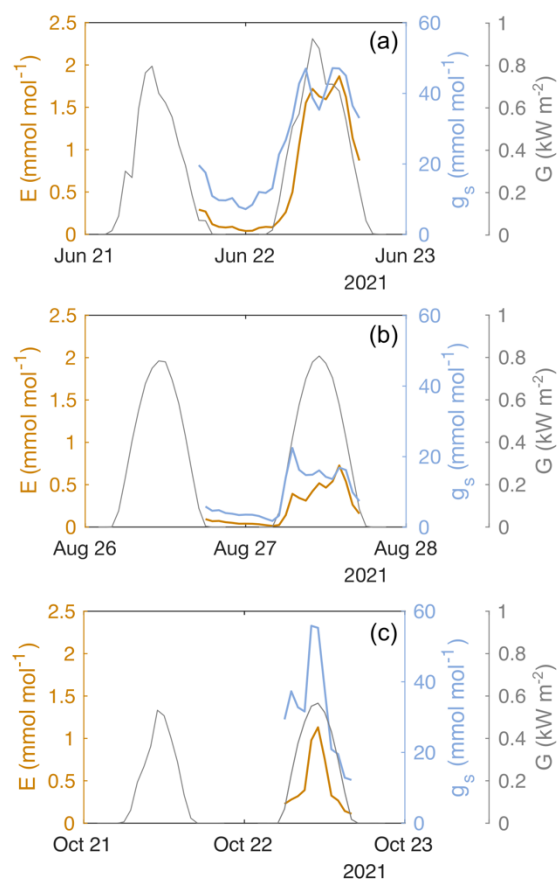 (a)
E (mmol mol⁻¹)
2.5
2
1.5
1
0.5
0
Jun 21
Jun 22
Jun 23
2021
60
40
20
0
gₛ (mmol mol⁻¹)
1
0.8
0.6
0.4
0.2
0
G (kW m⁻²)
(b)
E (mmol mol⁻¹)
2.5
2
1.5
1
0.5
0
Aug 26
Aug 27
Aug 28
2021
60
40
20
0
gₛ (mmol mol⁻¹)
1
0.8
0.6
0.4
0.2
0
G (kW m⁻²)
(c)
E (mmol mol⁻¹)
2.5
2
1.5
1
0.5
0
Oct 21
Oct 22
Oct 23
2021
60
40
20
0
gₛ (mmol mol⁻¹)
1
0.8
0.6
0.4
0.2
0
G (kW m⁻²)